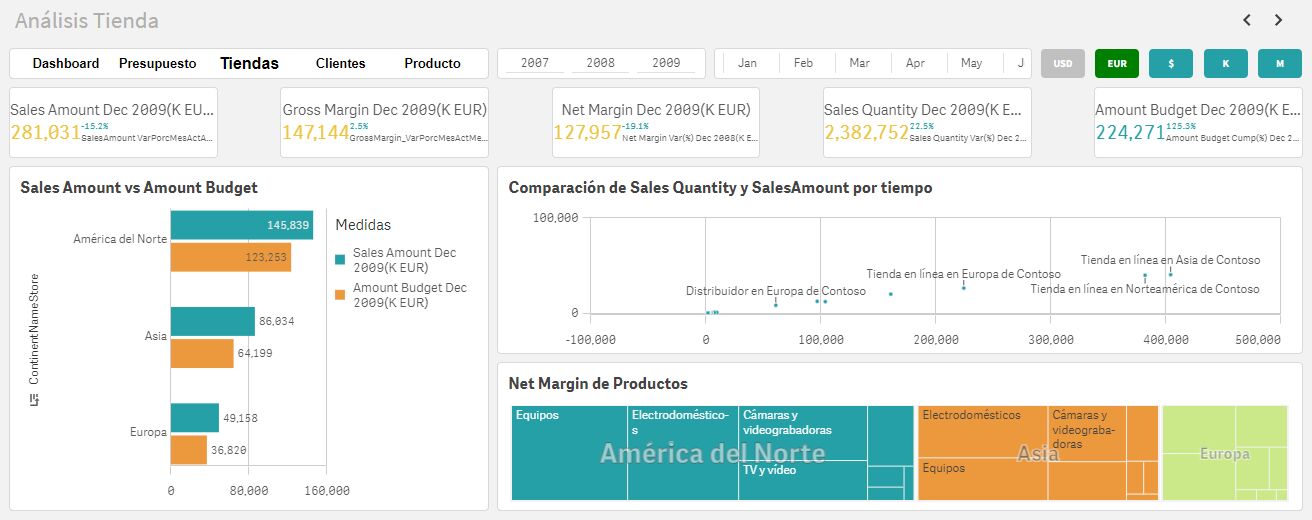 Análisis Tienda
Dashboard Presupuesto Tiendas Clientes Producto
2007 2008 2009
Jan Feb Mar Apr May J
USD EUR $ K M
Sales Amount Dec 2009(K EU...
281,031 -15.2%
SalesAmount VarPorcMesActA...
Gross Margin Dec 2009(K EUR)
147,144 2.5%
GrossMargin_VarPorcMesActMe...
Net Margin Dec 2009(K EUR)
127,957 -19.1%
Net Margin Var(%) Dec 2008(K E...
Sales Quantity Dec 2009(K E...
2,382,752 22.5%
Sales Quantity Var(%) Dec 2...
Amount Budget Dec 2009(K E...
224,271 125.3%
Amount Budget Cump(%) Dec 2...
Sales Amount vs Amount Budget
ContinentNameStore
América del Norte
145,839
123,253
Asia
86,034
64,199
Europa
49,158
36,820
0 80,000 160,000
Medidas
Sales Amount Dec
2009(K EUR)
Amount Budget Dec
2009(K EUR)
Comparación de Sales Quantity y SalesAmount por tiempo
100,000
0
Tienda en línea en Asia de Contoso
Tienda en línea en Europa de Contoso
Distribuidor en Europa de Contoso
Tienda en línea en Norteamérica de Contoso
-100,000 0 100,000 200,000 300,000 400,000 500,000
Net Margin de Productos
Equipos
Electrodoméstico-
s
Cámaras y
videograbadoras
TV y vídeo
América del Norte
Electrodomésticos
Cámaras y
videograba-
doras
Equipos
Asia
Europa